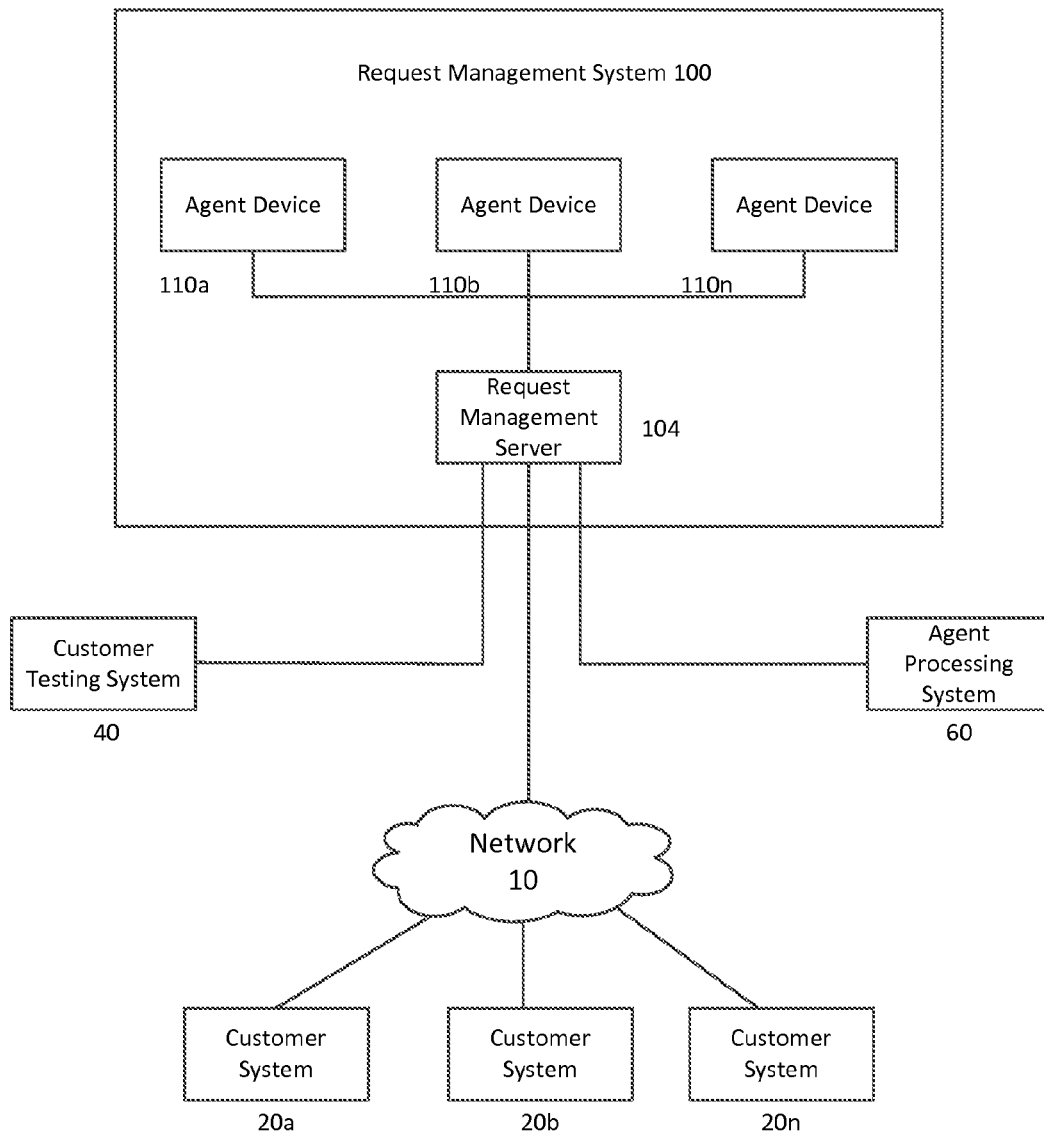 Request Management System 100
Agent Device
Agent Device
Agent Device
110a
110b
110n
Request
Management
Server
104
Customer
Testing System
40
Agent
Processing
System
60
Network
10
Customer
System
Customer
System
Customer
System
20a
20b
20n